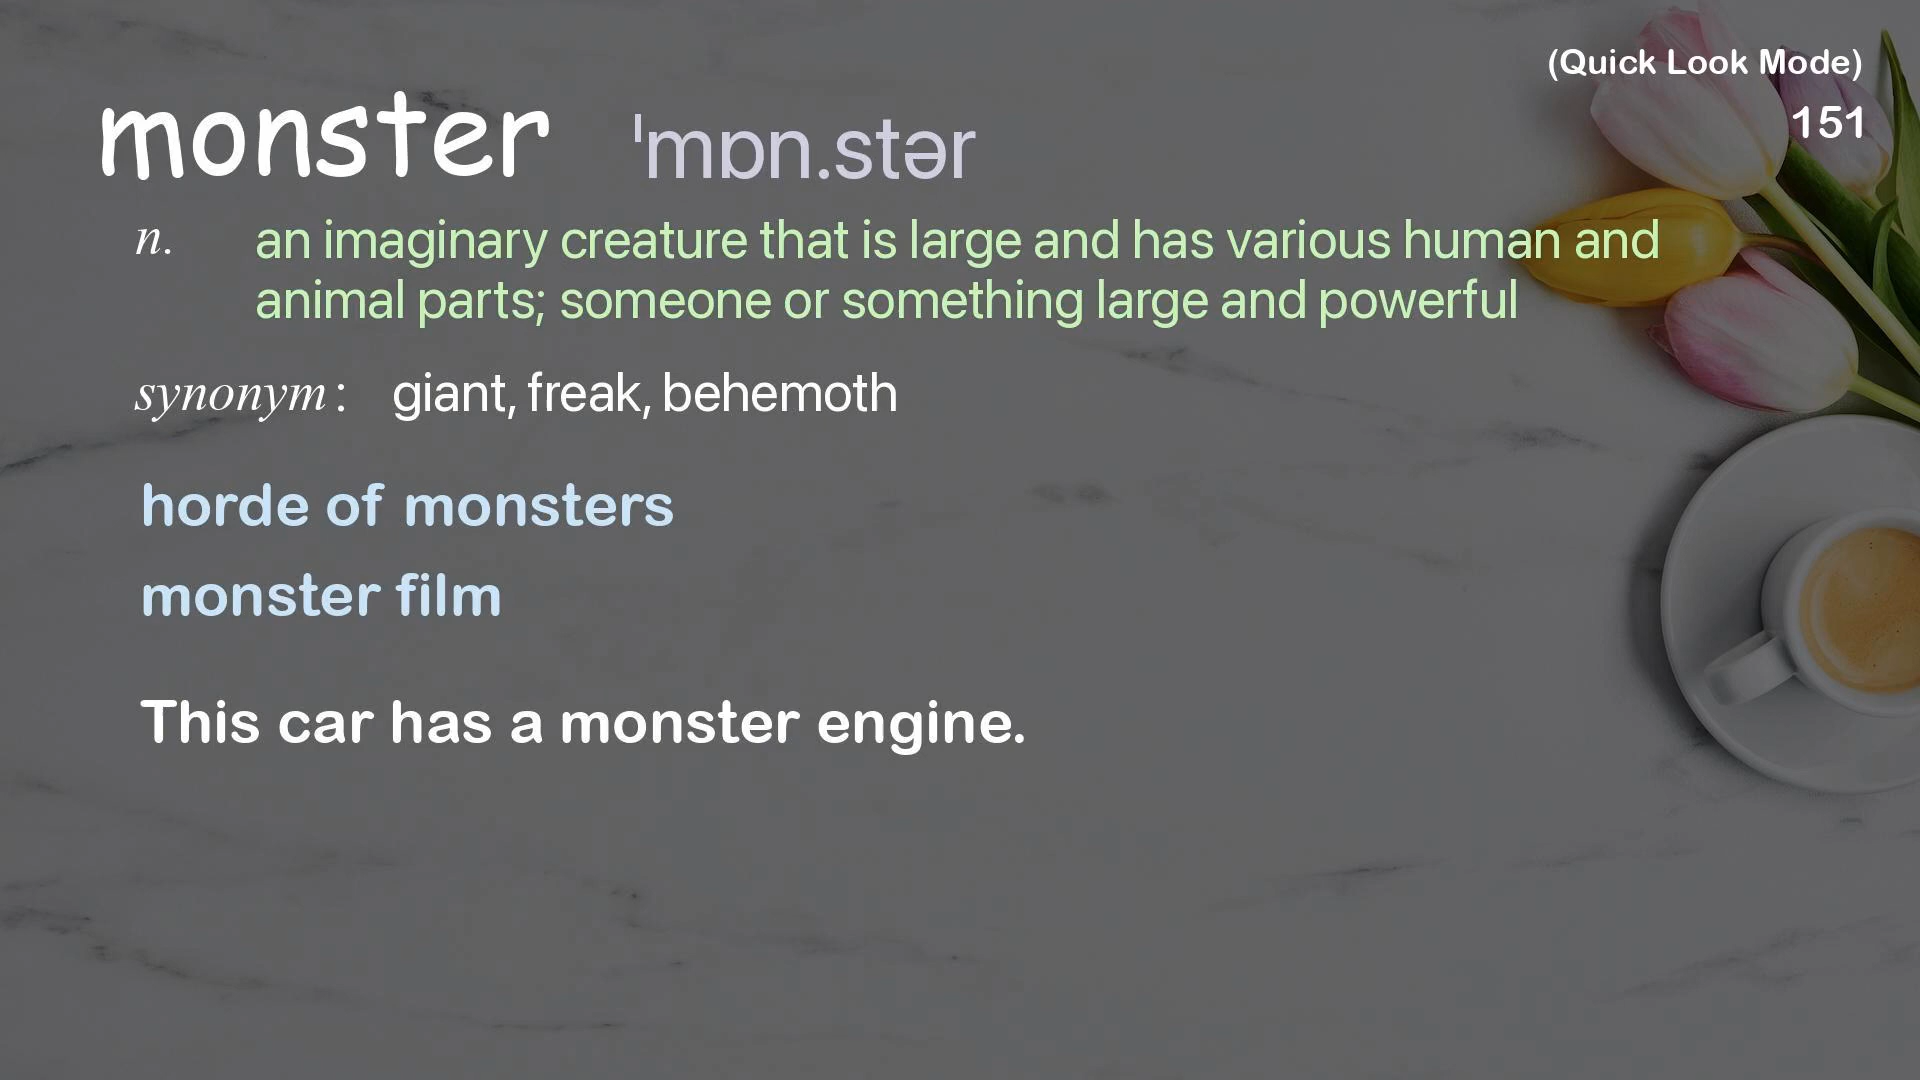 (Quick Look Mode)
151
monster ˈmɒn.stər
n. an imaginary creature that is large and has various human and
animal parts; someone or something large and powerful
synonym: giant, freak, behemoth
horde of monsters
monster film
This car has a monster engine.